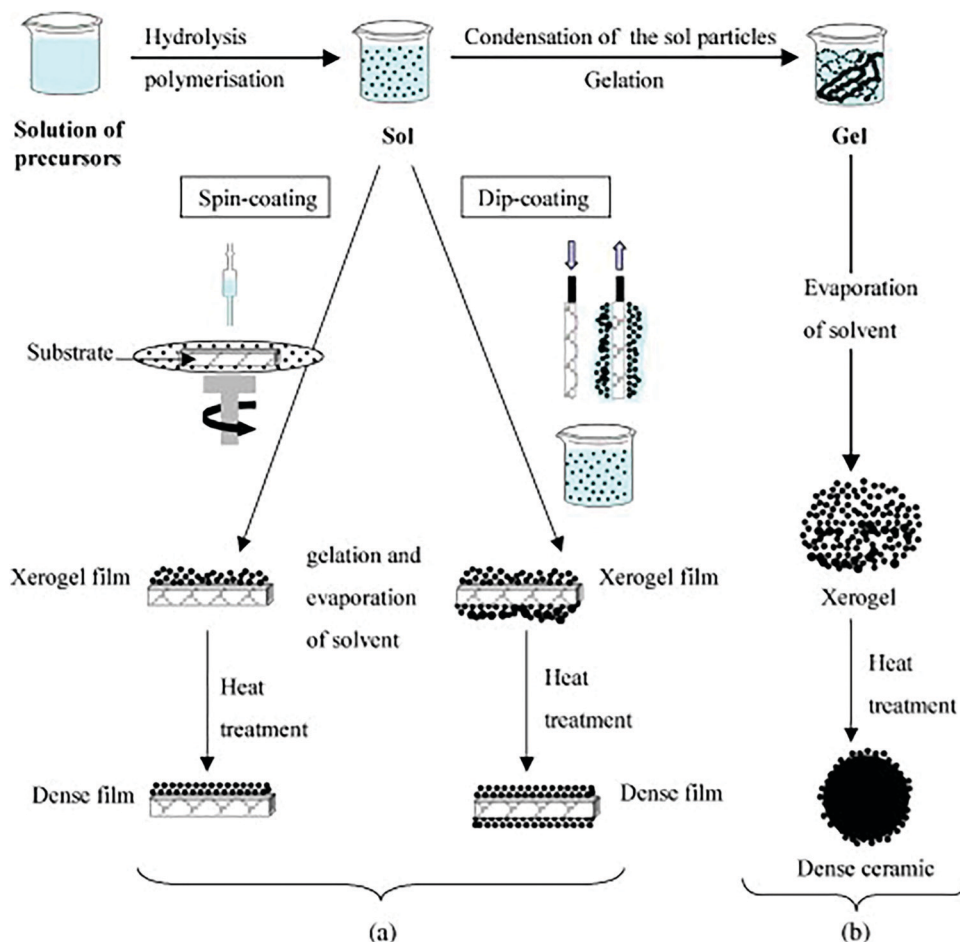 Hydrolysis
polymerisation
Condensation of the sol particles
Gelation
Solution of
precursors
Sol
Gel
Spin-coating
Dip-coating
Substrate
Evaporation
of solvent
Xerogel film
gelation and
evaporation
of solvent
Xerogel film
Xerogel
Heat
treatment
Heat
treatment
Heat
treatment
Dense film
Dense film
Dense ceramic
(a)
(b)